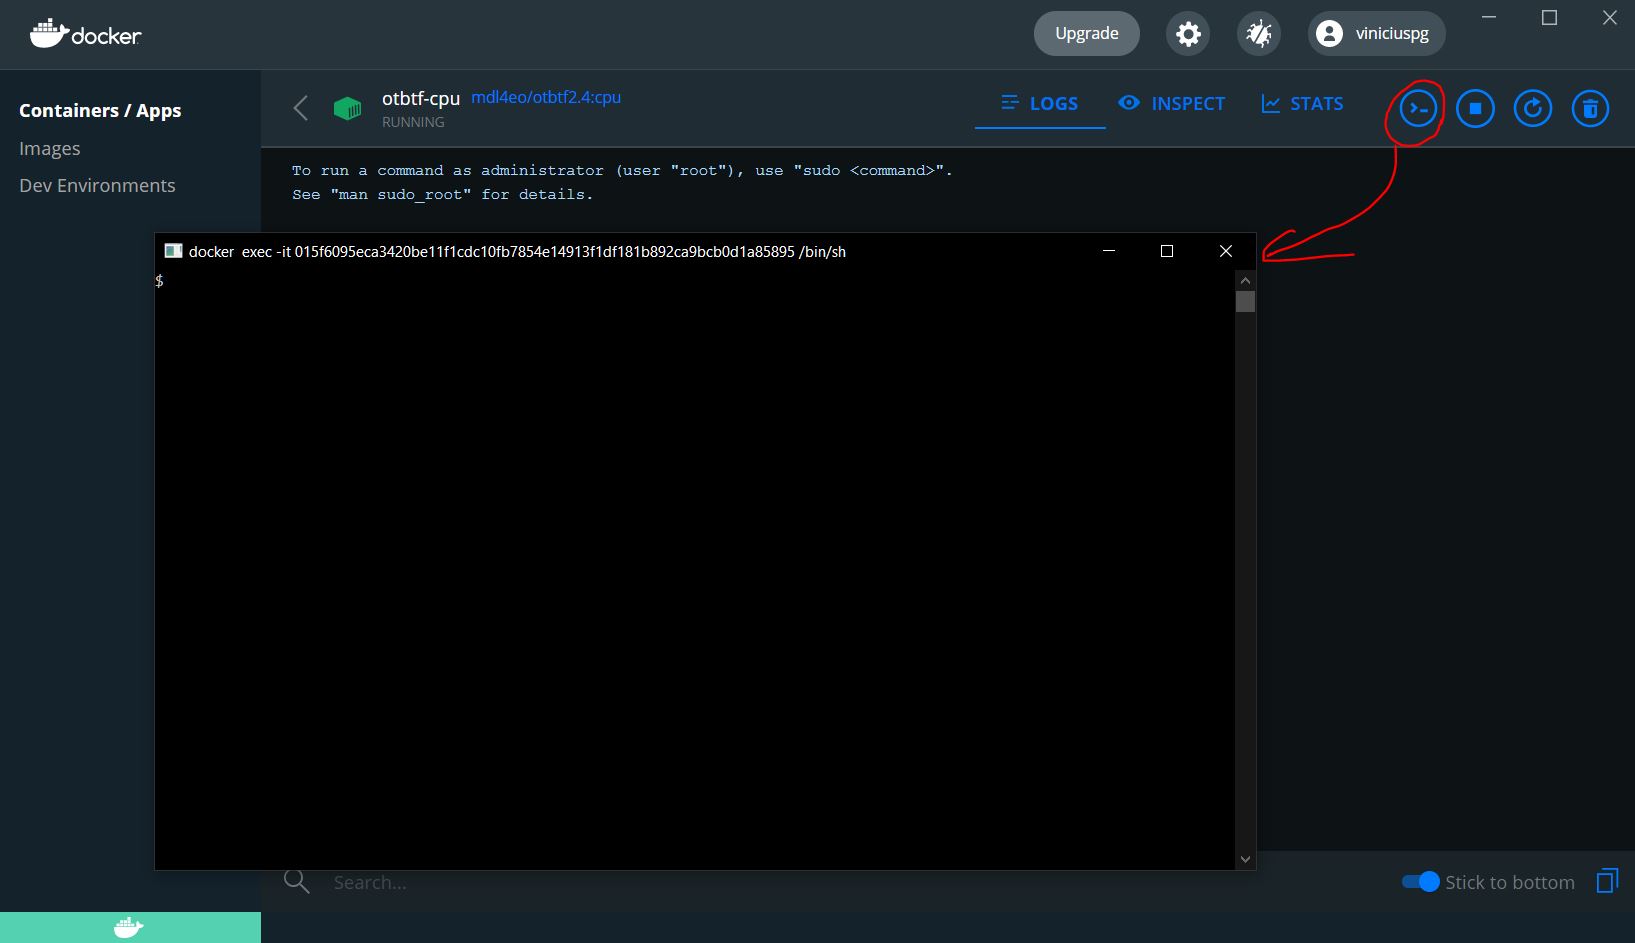 docker
Upgrade
viniciuspg
Containers / Apps
Images
Dev Environments
otbtf-cpu mdl4eo/otbtf2.4:cpu
RUNNING
LOGS
INSPECT
STATS
To run a command as administrator (user "root"), use "sudo <command>".
See "man sudo_root" for details.
docker exec -it 015f6095eca3420be11f1cdc10fb7854e14913f1df181b892ca9bcb0d1a85895 /bin/sh
$
Search...
Stick to bottom